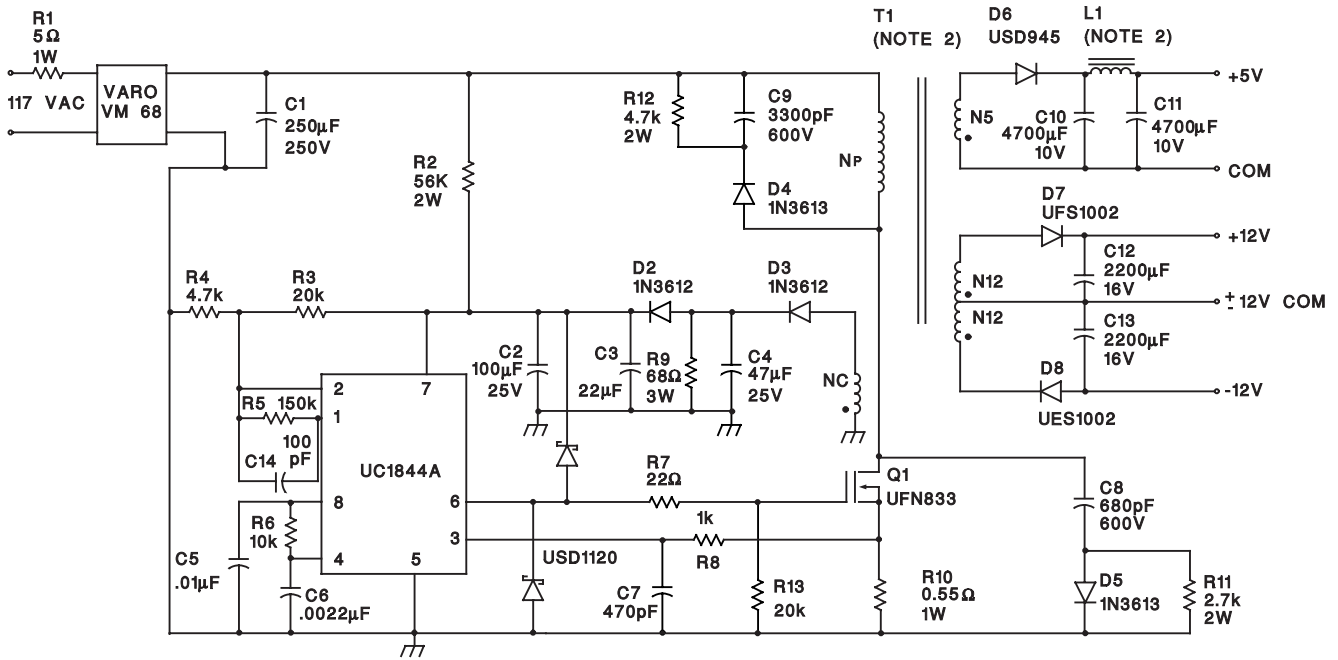 R1
5Ω
1W
117 VAC
VARO
VM 68
C1
250µF
250V
R2
56K
2W
R12
4.7k
2W
C9
3300pF
600V
D4
1N3613
NP
T1
(NOTE 2)
D6
USD945
L1
(NOTE 2)
N5
C10
4700µF
10V
C11
4700µF
10V
+5V
COM
D7
UFS1002
+12V
N12
N12
C12
2200µF
16V
± 12V COM
C13
2200µF
16V
D8
UES1002
-12V
R4
4.7k
R3
20k
D2
1N3612
D3
1N3612
C2
100µF
25V
C3
22µF
R9
68Ω
3W
C4
47µF
25V
NC
R5 150k
C14
100
pF
2
1
7
UC1844A
8
6
3
4
5
R6
10k
C5
.01µF
C6
.0022µF
USD1120
R7
22Ω
1k
R8
C7
470pF
R13
20k
Q1
UFN833
R10
0.55Ω
1W
C8
680pF
600V
D5
1N3613
R11
2.7k
2W